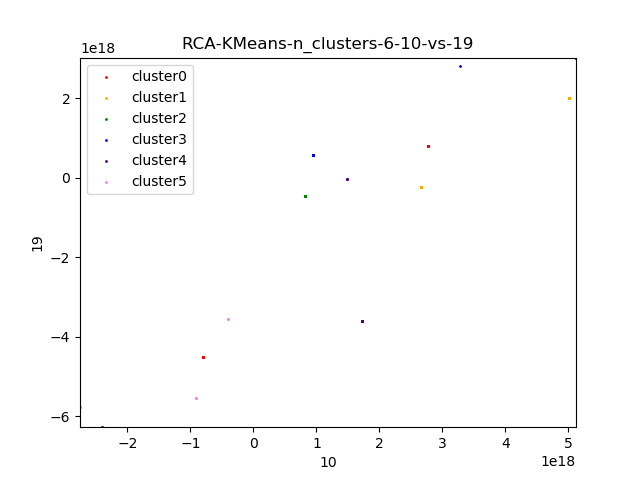 RCA-KMeans-n_clusters-6-10-vs-19
1e18
cluster0
cluster1
cluster2
cluster3
cluster4
cluster5
2
0
−2
−4
−6
19
−2
−1
0
1
2
3
4
5
10
1e18